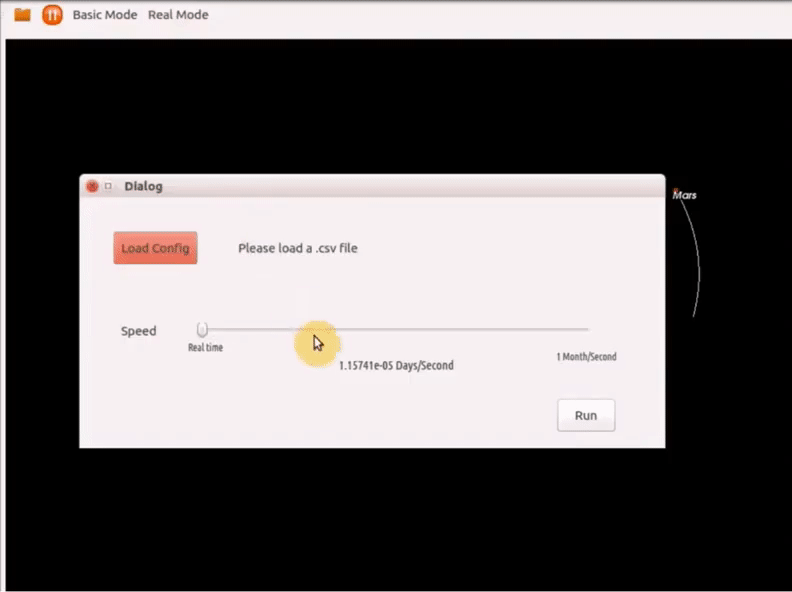 Basic Mode Real Mode
Dialog
Mars
Load Config Please load a .csv file
Speed
Real time
1 Month/Second
1.15741e-05 Days/Second
Run